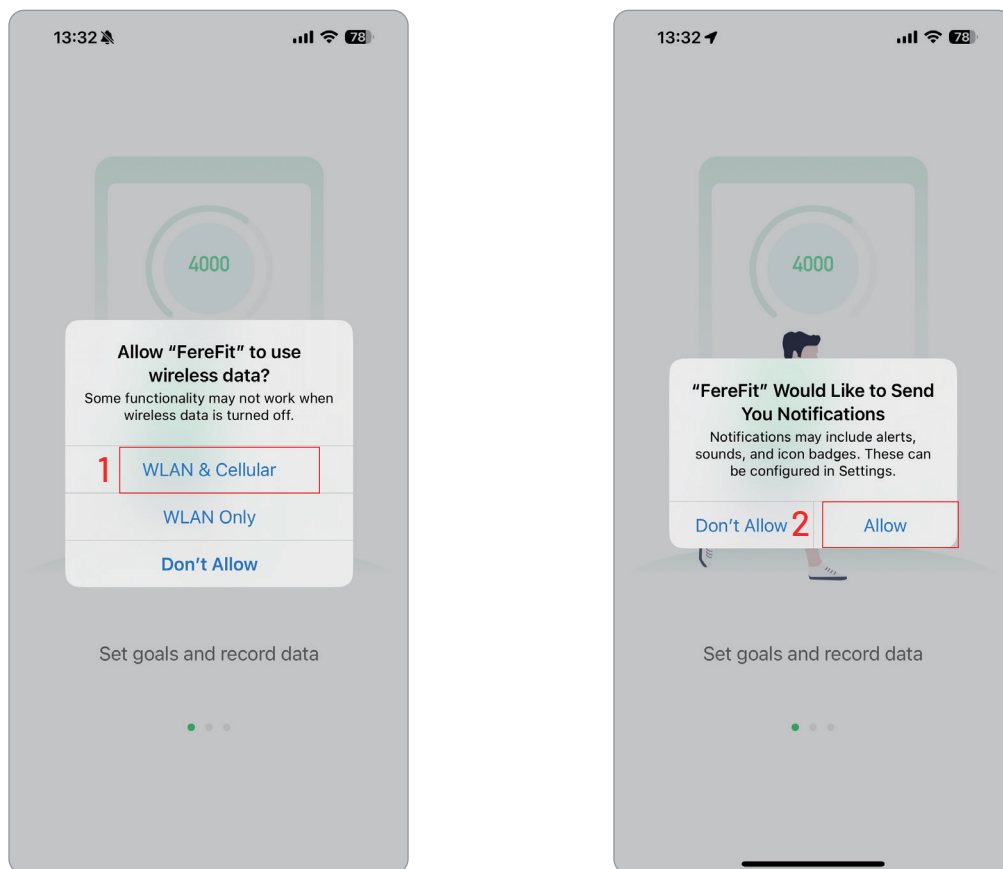 13:32
78
4000
Allow “FereFit” to use
wireless data?
Some functionality may not work when
wireless data is turned off.
1 WLAN & Cellular
WLAN Only
Don’t Allow
Set goals and record data
13:32
78
4000
“FereFit” Would Like to Send
You Notifications
Notifications may include alerts,
sounds, and icon badges. These can
be configured in Settings.
Don’t Allow 2 Allow
Set goals and record data